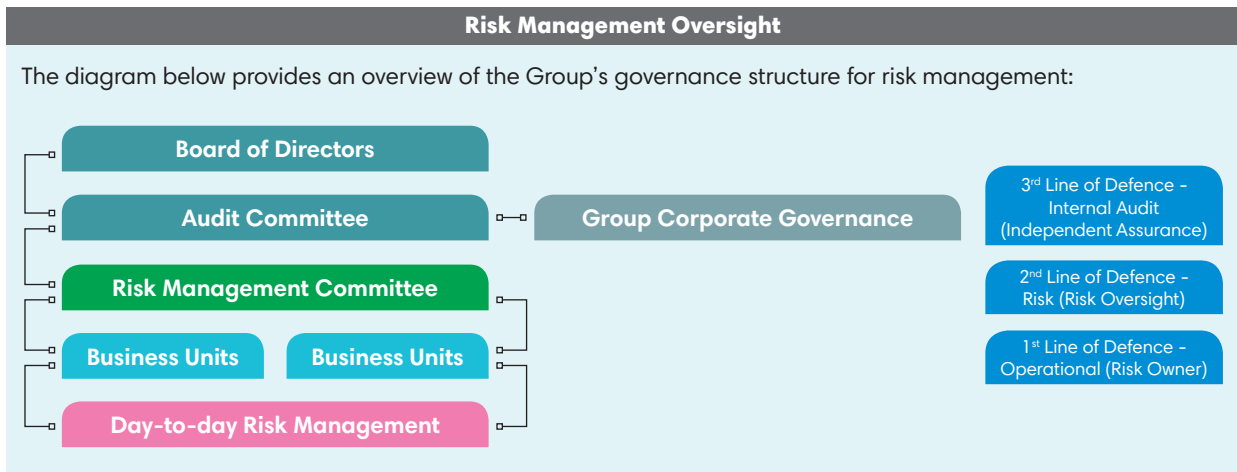 Risk Management Oversight
The diagram below provides an overview of the Group’s governance structure for risk management:
Board of Directors
Audit Committee
Group Corporate Governance
3rd Line of Defence -
Internal Audit
(Independent Assurance)
Risk Management Committee
2nd Line of Defence -
Risk (Risk Oversight)
Business Units
Business Units
1st Line of Defence -
Operational (Risk Owner)
Day-to-day Risk Management